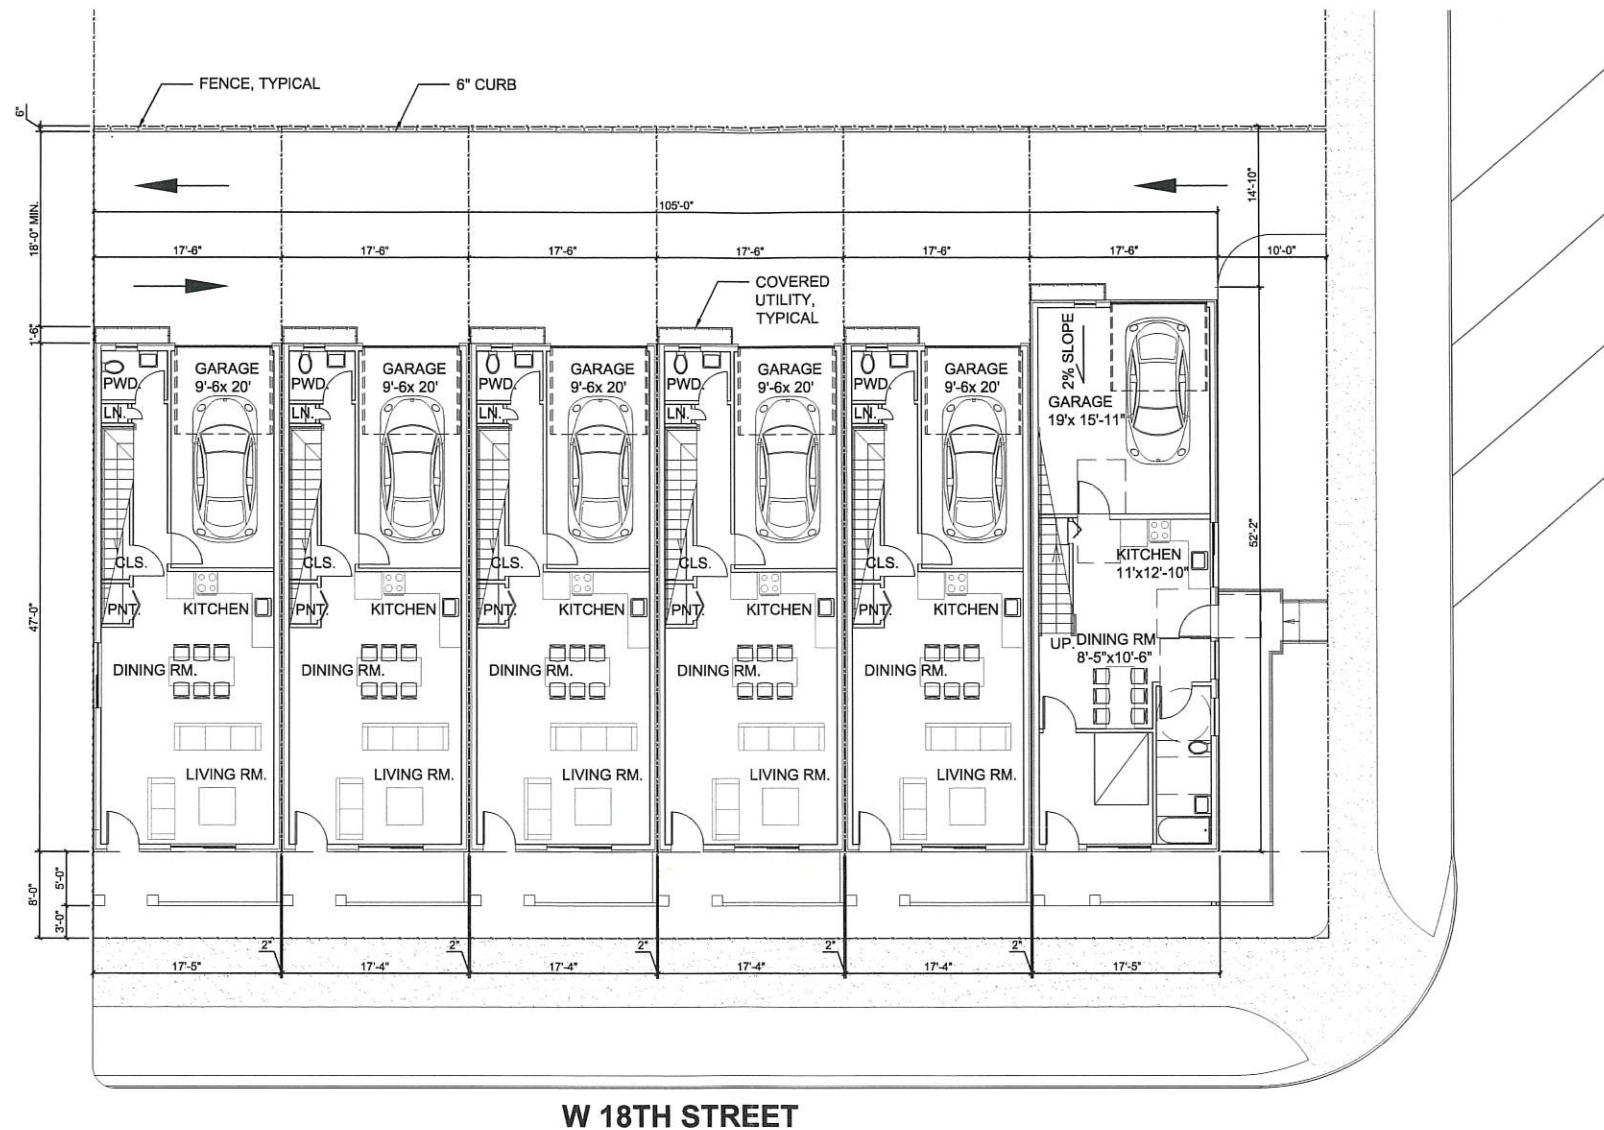 FENCE, TYPICAL
6" CURB
6"
18'-0" MIN.
14'-10"
105'-0"
17'-6"
17'-6"
17'-6"
17'-6"
17'-6"
17'-6"
10'-0"
COVERED
UTILITY,
TYPICAL
1'-6"
GARAGE
9'-6x 20'
PWD.
LN.
GARAGE
9'-6x 20'
PWD.
LN.
GARAGE
9'-6x 20'
PWD.
LN.
GARAGE
9'-6x 20'
PWD.
LN.
GARAGE
9'-6x 20'
PWD.
LN.
2% SLOPE
GARAGE
19'x 15'-11"
52'-2"
47'-0"
CLS.
CLS.
CLS.
CLS.
CLS.
KITCHEN
11'x12'-10"
PNT.
KITCHEN
PNT.
KITCHEN
PNT.
KITCHEN
PNT.
KITCHEN
PNT.
KITCHEN
UP.
DINING RM
8'-5"x10'-6"
DINING RM.
DINING RM.
DINING RM.
DINING RM.
DINING RM.
LIVING RM.
LIVING RM.
LIVING RM.
LIVING RM.
LIVING RM.
8'-0"
5'-0"
3'-0"
2"
2"
2"
2"
2"
17'-5"
17'-4"
17'-4"
17'-4"
17'-4"
17'-5"
W 18TH STREET